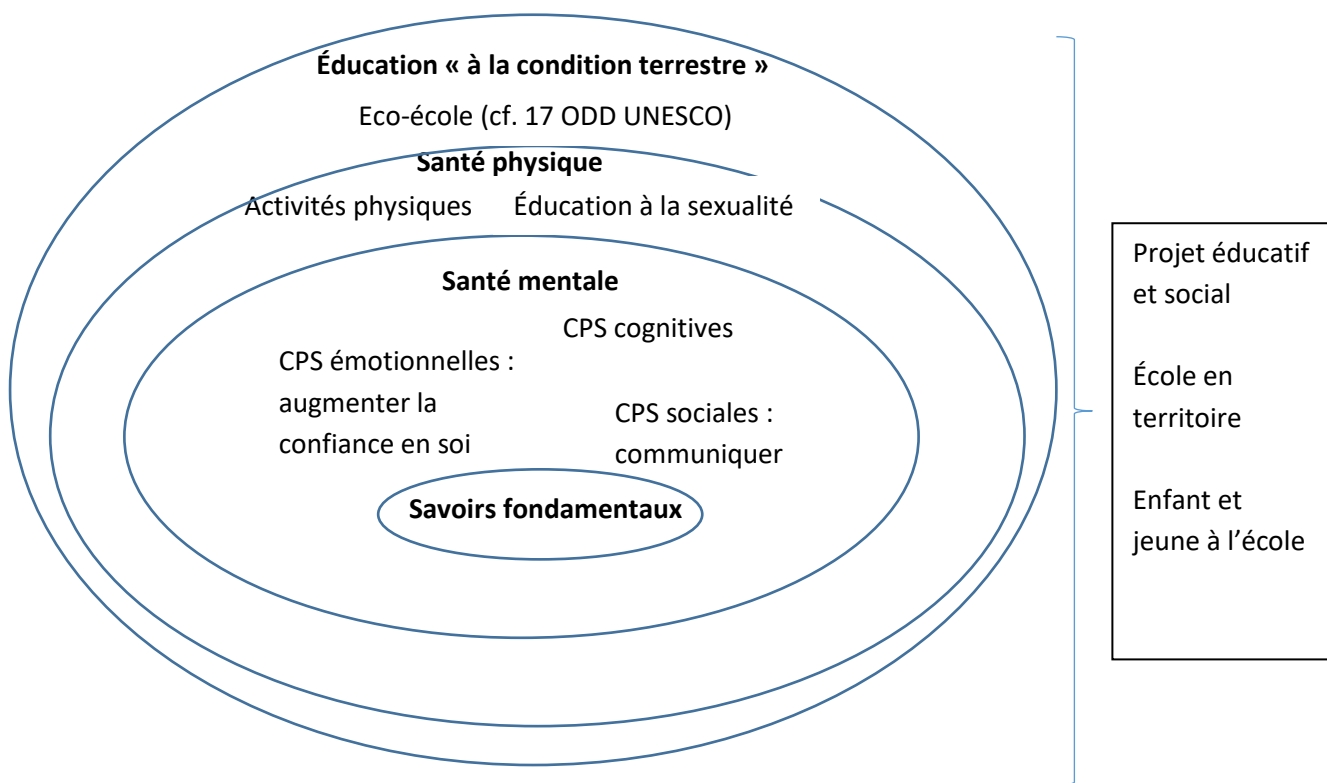 Éducation « à la condition terrestre »
Eco-école (cf. 17 ODD UNESCO)
Santé physique
Activités physiques Éducation à la sexualité
Santé mentale
CPS cognitives
CPS émotionnelles :
augmenter la
confiance en soi
CPS sociales :
communiquer
Savoirs fondamentaux
Projet éducatif
et social
École en
territoire
Enfant et
jeune à l’école